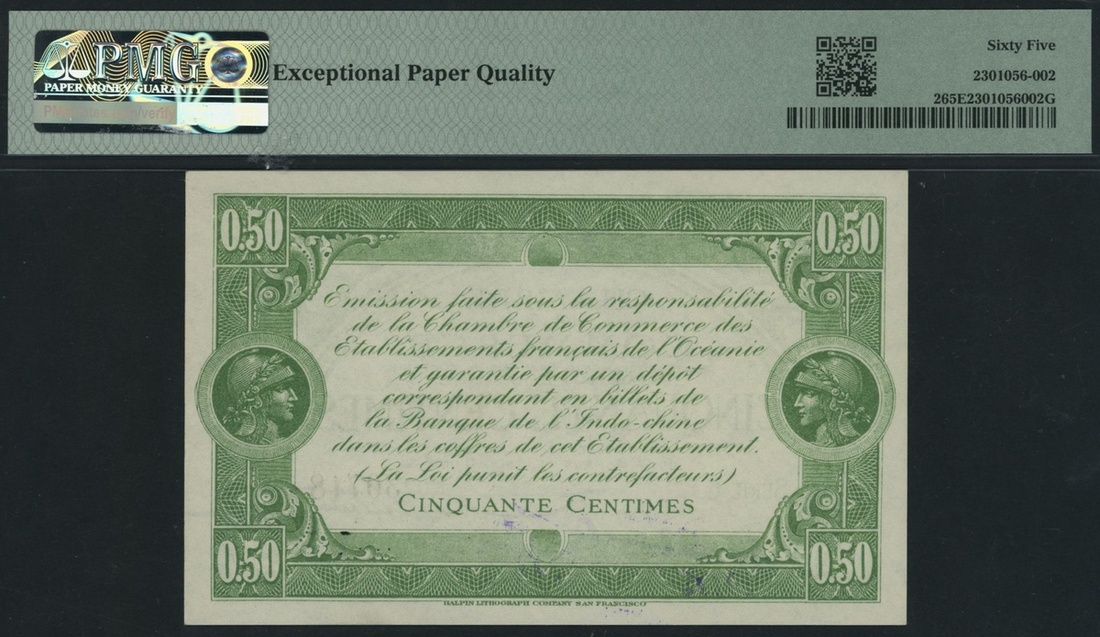 PMG
PAPER MONEY GUARANTY
Exceptional Paper Quality
Sixty Five
2301056-002
265E2301056002G
0.50 0.50
Emission faite sous la responsabilité
de la Chambre de Commerce des
Etablissements français de l'Océanie
et garantie par un dépôt
correspondant en billets de
la Banque de l'Indo-chine
dans les coffres de cet Etablissement.
(La Loi punit les contrefacteurs)
CINQUANTE CENTIMES
0.50 0.50
HALPIN LITHOGRAPH COMPANY SAN FRANCISCO